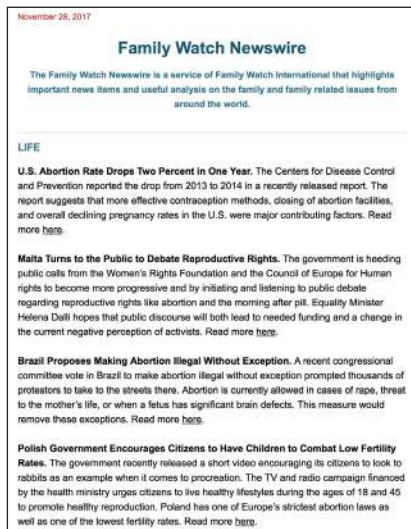 November 28, 2017
Family Watch Newswire
The Family Watch Newswire is a service of Family Watch International that highlights
important news items and useful analysis on the family and family related issues from
around the world.
LIFE
U.S. Abortion Rate Drops Two Percent in One Year. The Centers for Disease Control
and Prevention reported the drop from 2013 to 2014 in a recently released report. The
report suggests that more effective contraception methods, closing of abortion facilities,
and overall declining pregnancy rates in the U.S. were major contributing factors. Read
more here.
Malta Turns to the Public to Debate Reproductive Rights. The government is heeding
public calls from the Women's Rights Foundation and the Council of Europe for Human
rights to become more progressive and by initiating and listening to public debate
regarding reproductive rights like abortion and the morning after pill. Equality Minister
Helena Dalli hopes that public discourse will both lead to needed funding and a change in
the current negative perception of activists. Read more here.
Brazil Proposes Making Abortion Illegal Without Exception. A recent congressional
committee vote in Brazil to make abortion illegal without exception prompted thousands of
protestors to take to the streets there. Abortion is currently allowed in cases of rape, threat
to the mother's life, or when a fetus has significant brain defects. This measure would
remove these exceptions. Read more here.
Polish Government Encourages Citizens to Have Children to Combat Low Fertility
Rates. The government recently released a short video encouraging its citizens to look to
rabbits as an example when it comes to procreation. The TV and radio campaign financed
by the health ministry urges citizens to live healthy lifestyles during the ages of 18 and 45
to promote healthy reproduction. Poland has one of Europe's strictest abortion laws as
well as one of the lowest fertility rates. Read more here.